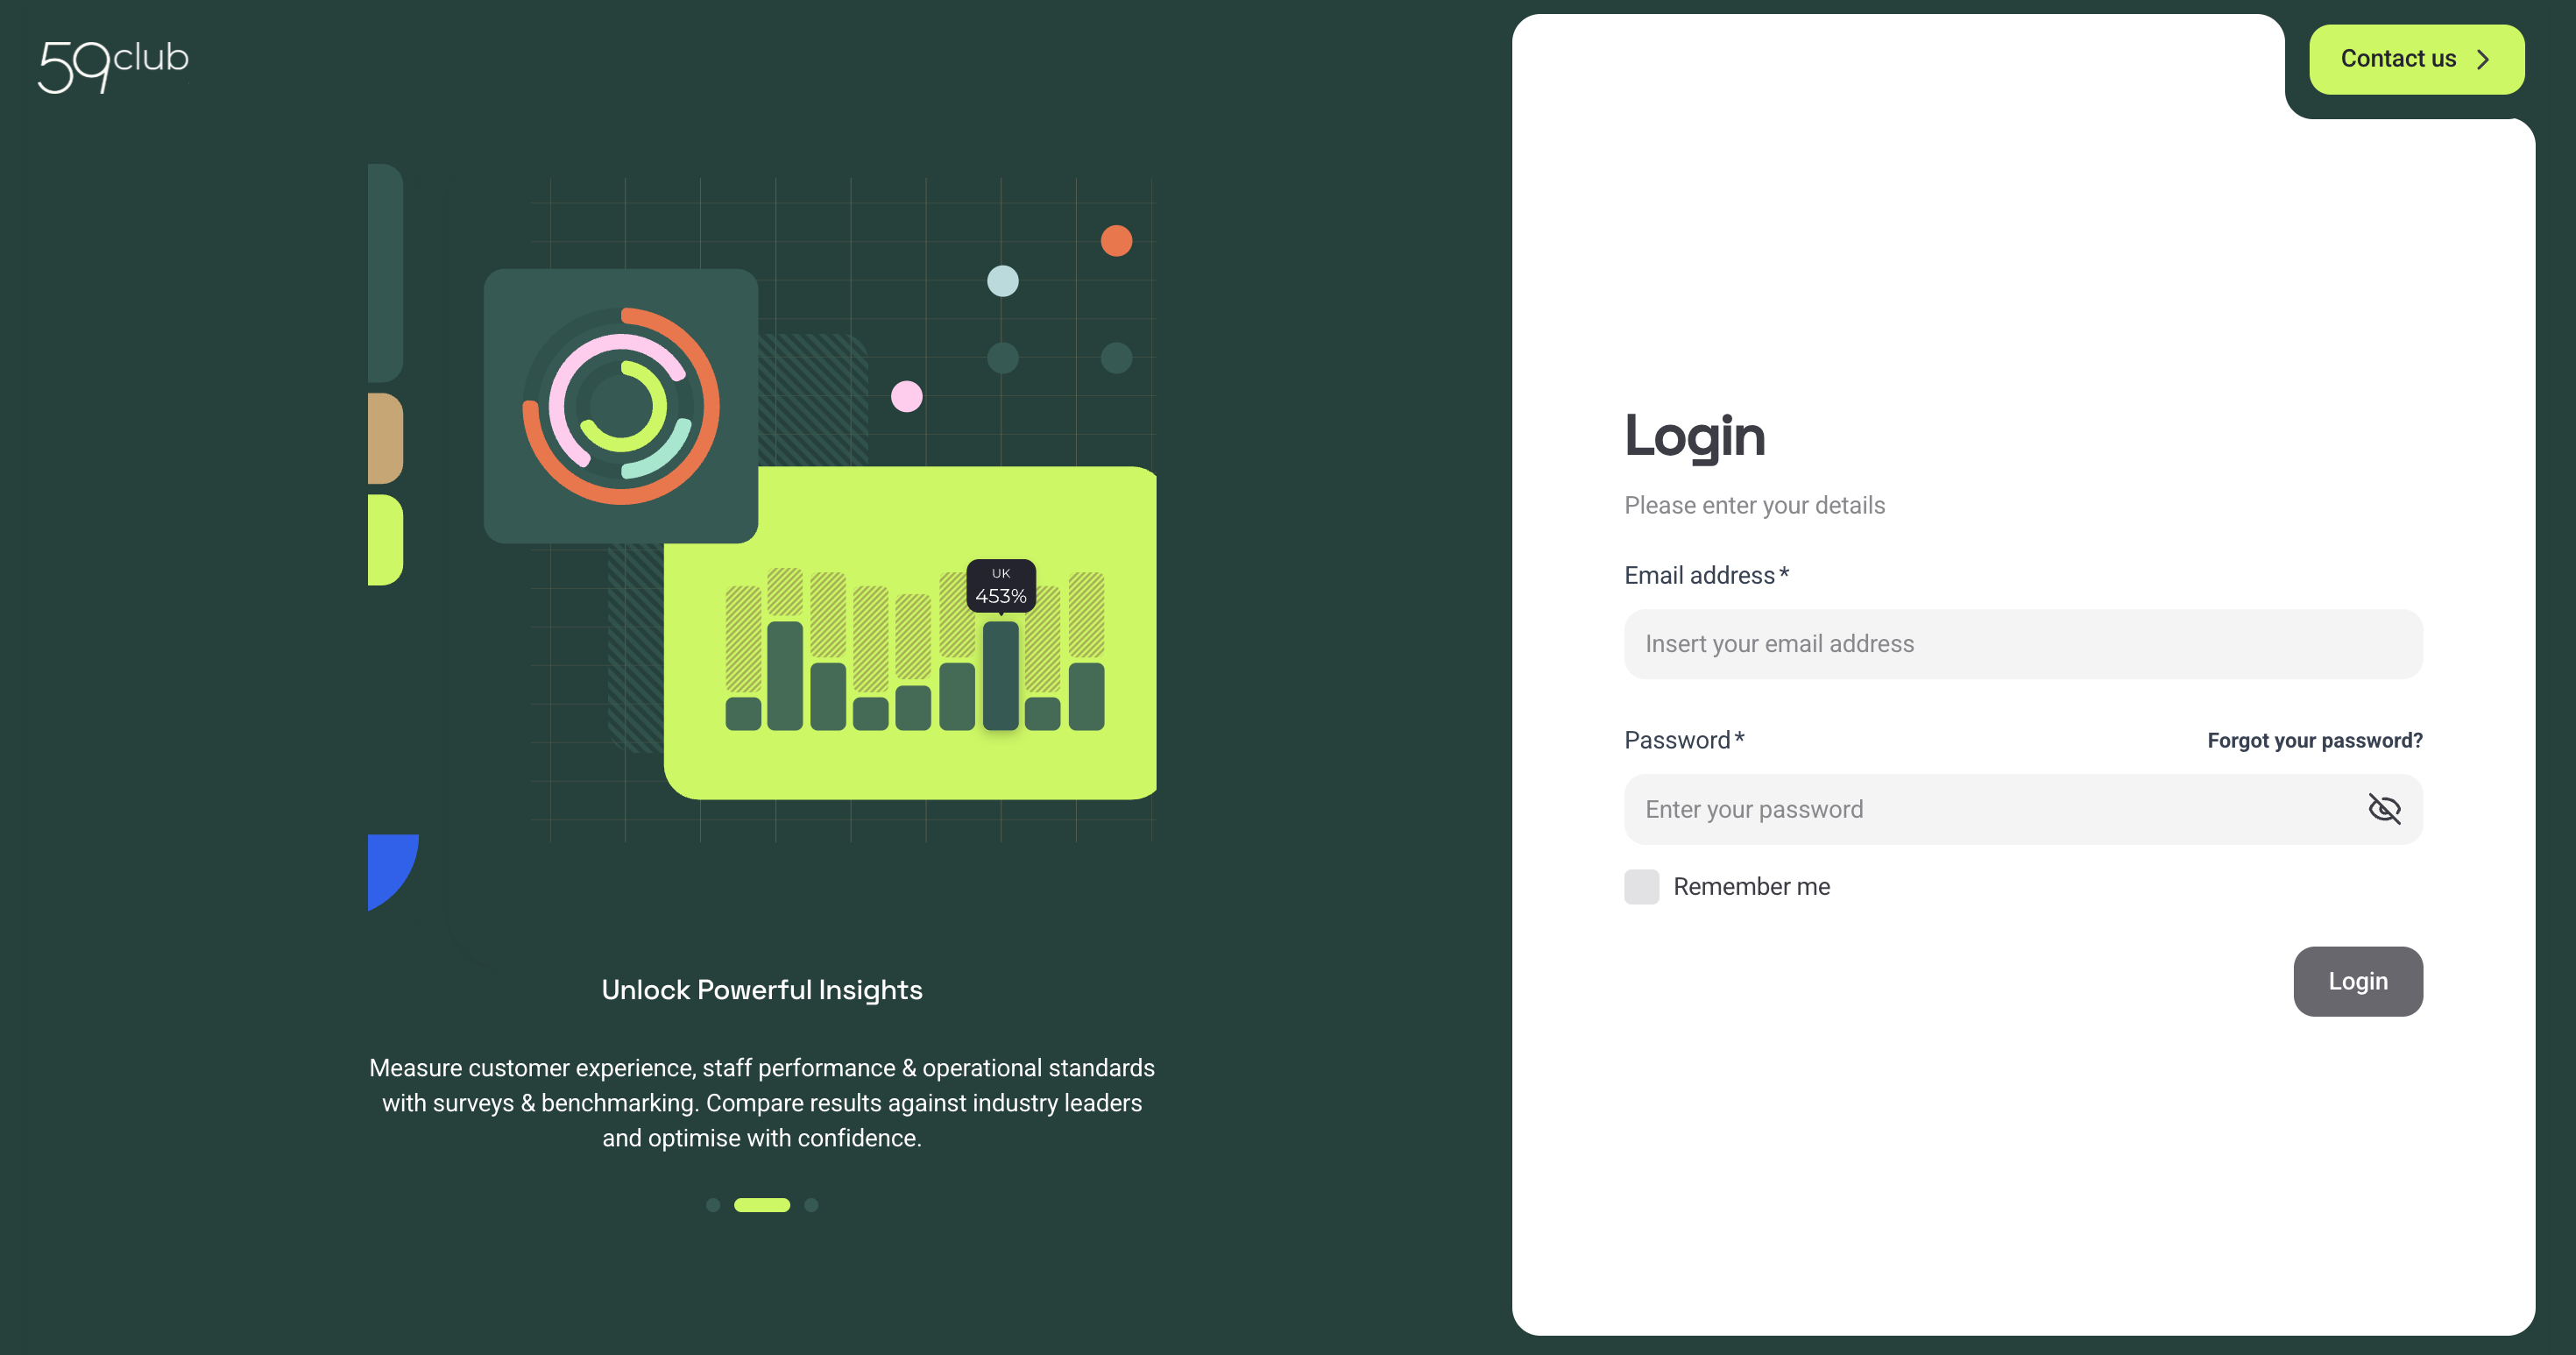 59club
Contact us
UK
453%
Unlock Powerful Insights
Measure customer experience, staff performance & operational standards
with surveys & benchmarking. Compare results against industry leaders
and optimise with confidence.
Login
Please enter your details
Email address*
Insert your email address
Password*
Forgot your password?
Enter your password
Remember me
Login